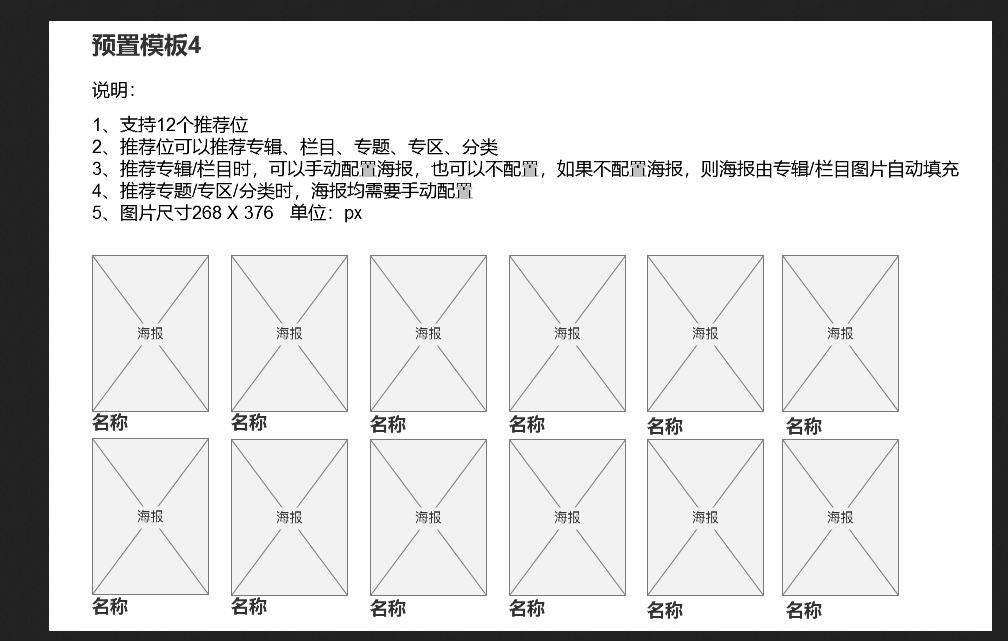 预置模板4
说明：
1、支持12个推荐位
2、推荐位可以推荐专辑、栏目、专题、专区、分类
3、推荐专辑/栏目时，可以手动配置海报，也可以不配置，如果不配置海报，则海报由专辑/栏目图片自动填充
4、推荐专题/专区/分类时，海报均需要手动配置
5、图片尺寸268 X 376 单位：px
海报 海报 海报 海报 海报 海报
名称 名称 名称 名称 名称 名称
海报 海报 海报 海报 海报 海报
名称 名称 名称 名称 名称 名称